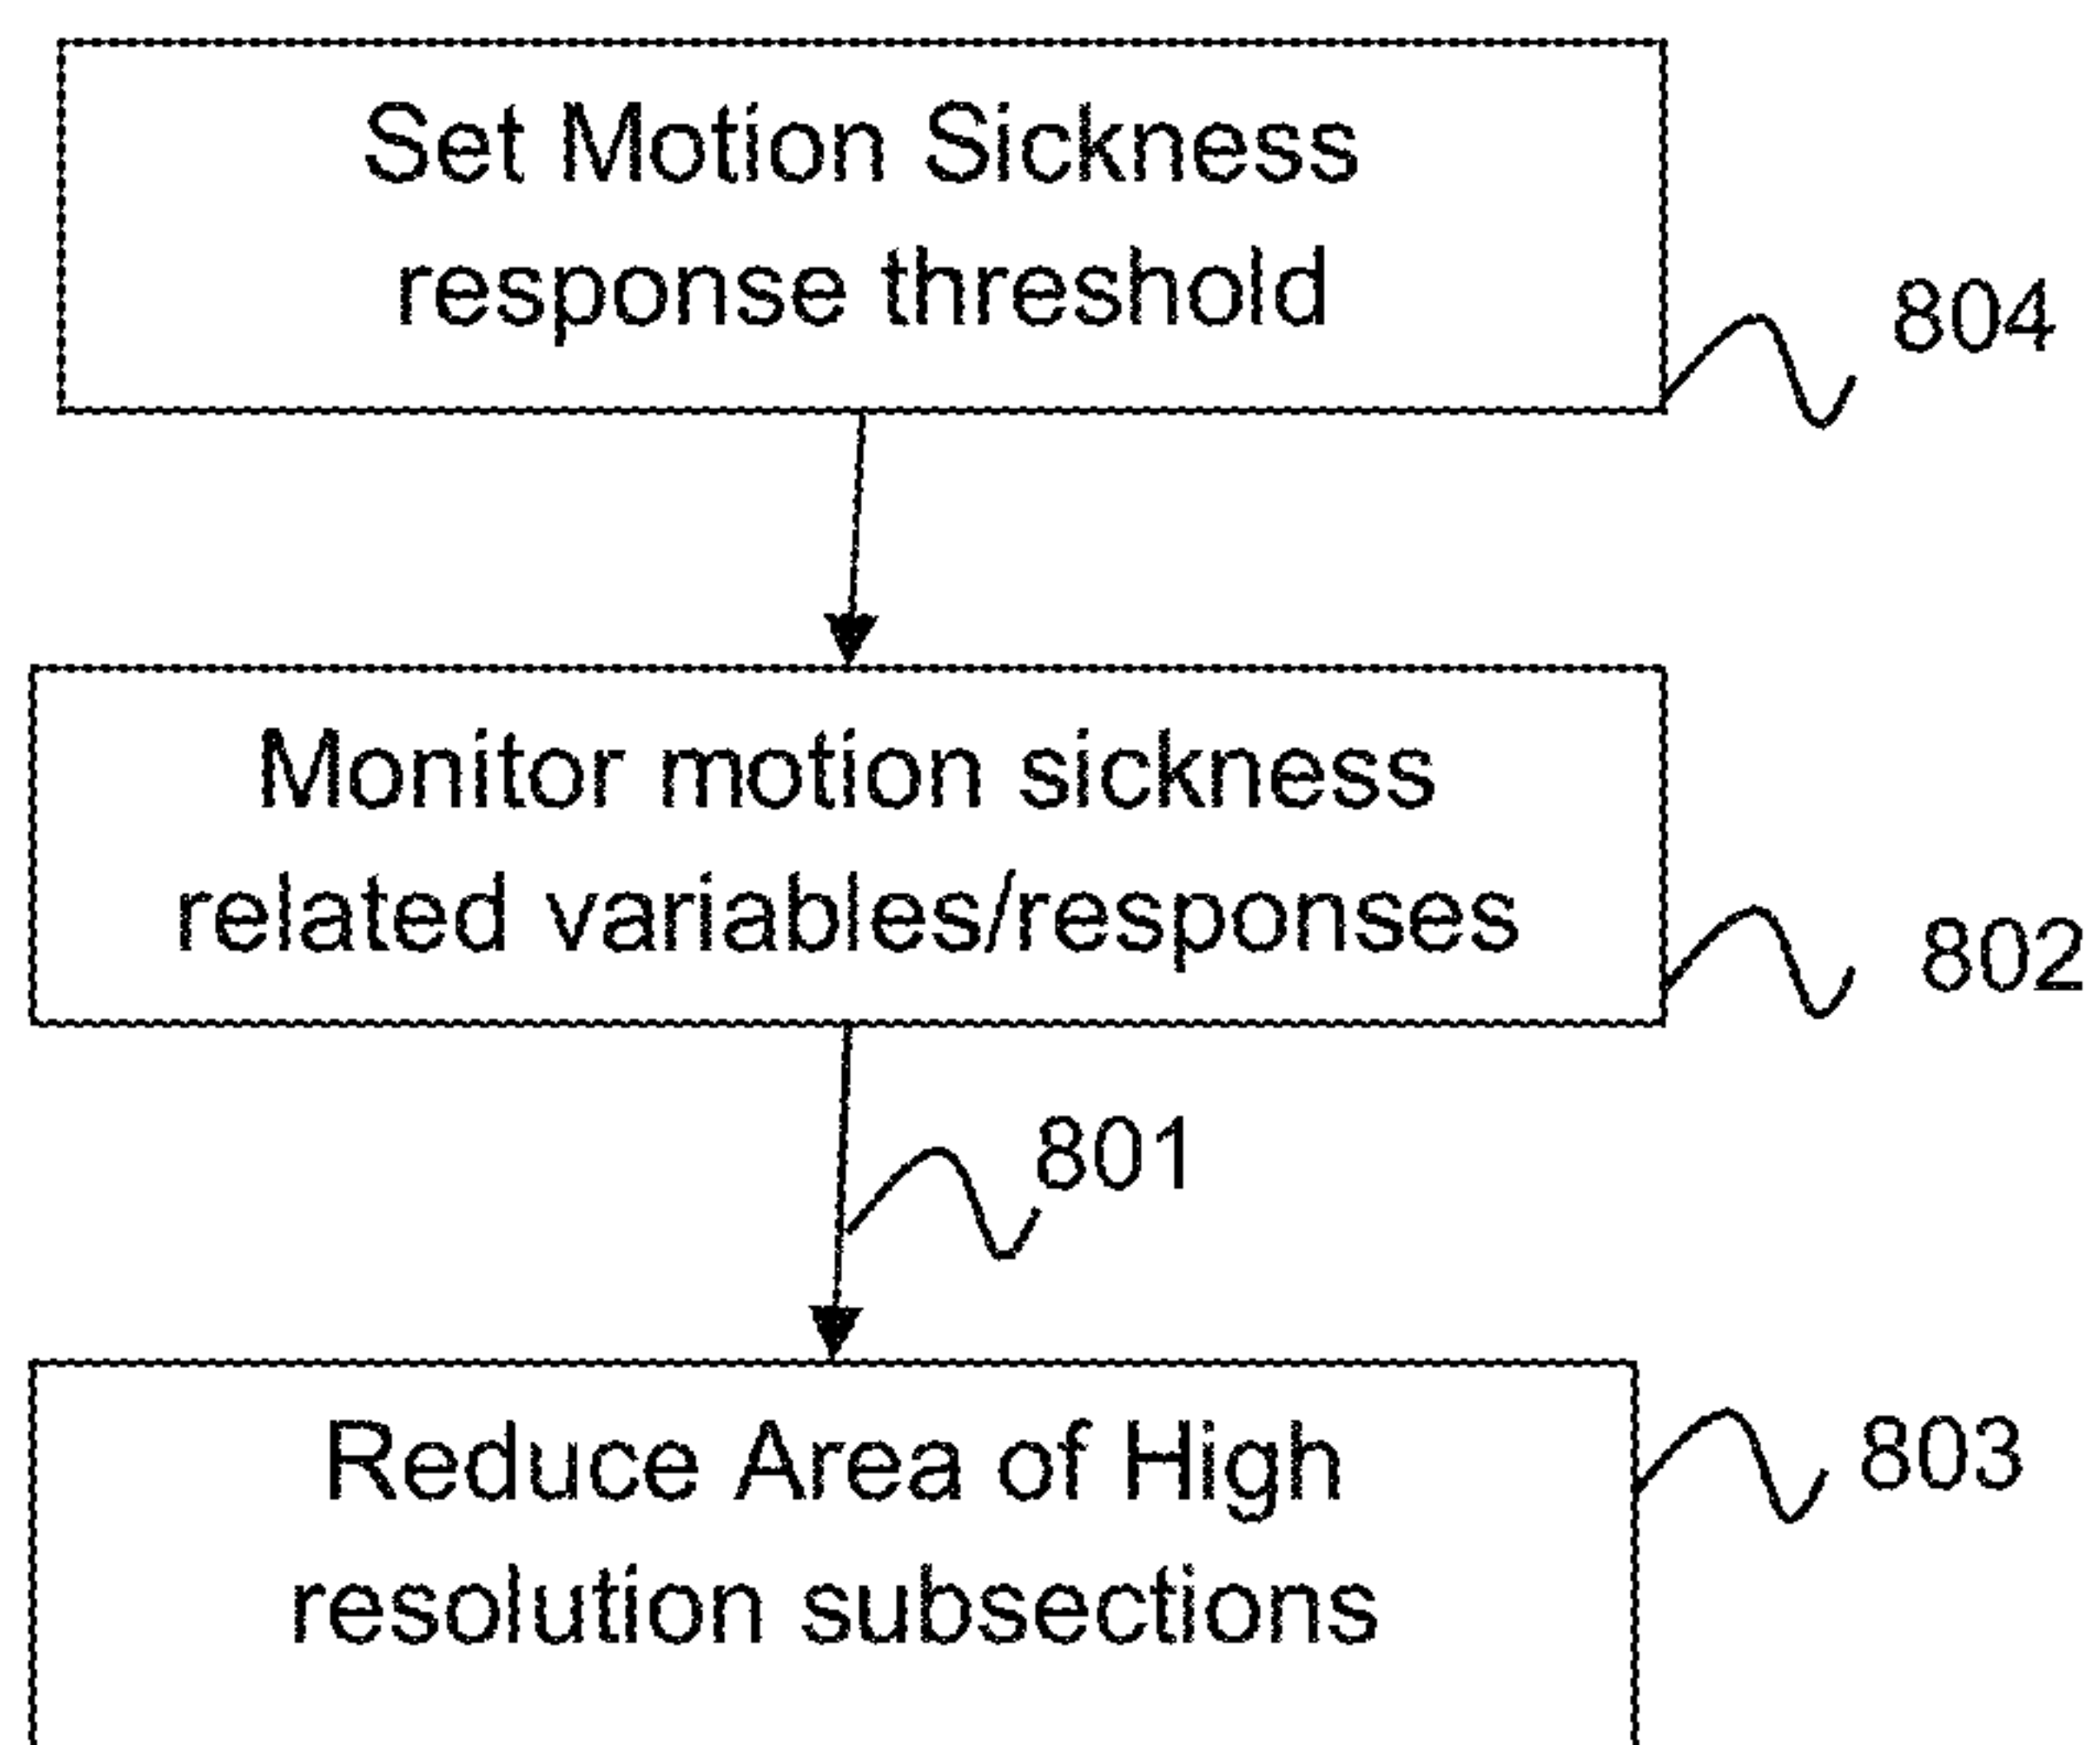 Set Motion Sickness
response threshold
804
Monitor motion sickness
related variables/responses
802
801
Reduce Area of High
803
resolution subsections